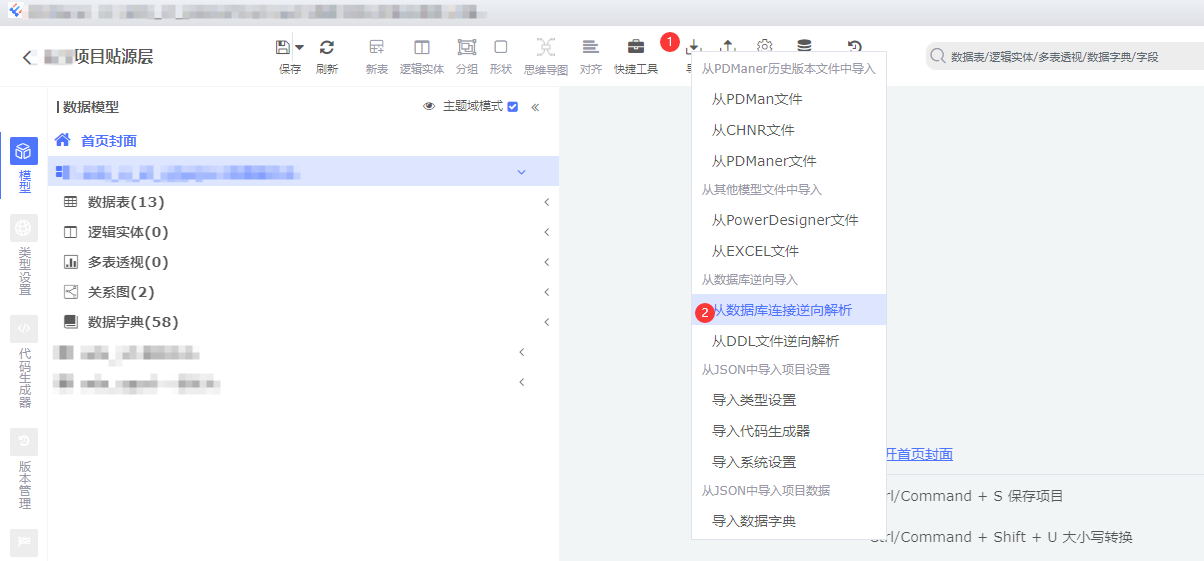 项目贴源层
保存 刷新 新表 逻辑实体 分组 形状 思维导图 对齐 快捷工具
1
数据表/逻辑实体/多表透视/数据字典/字段
数据模型
主题域模式
首页封面
数据表(13)
逻辑实体(0)
多表透视(0)
关系图(2)
数据字典(58)
模型
类型设置
代码生成器
版本管理
从PDManer历史版本文件中导入
从PDMan文件
从CHNR文件
从PDManer文件
从其他模型文件中导入
从PowerDesigner文件
从EXCEL文件
从数据库逆向导入
2
从数据库连接逆向解析
从DDL文件逆向解析
从JSON中导入项目设置
导入类型设置
导入代码生成器
导入系统设置
从JSON中导入项目数据
导入数据字典
开首页封面
Ctrl/Command + S 保存项目
Ctrl/Command + Shift + U 大小写转换